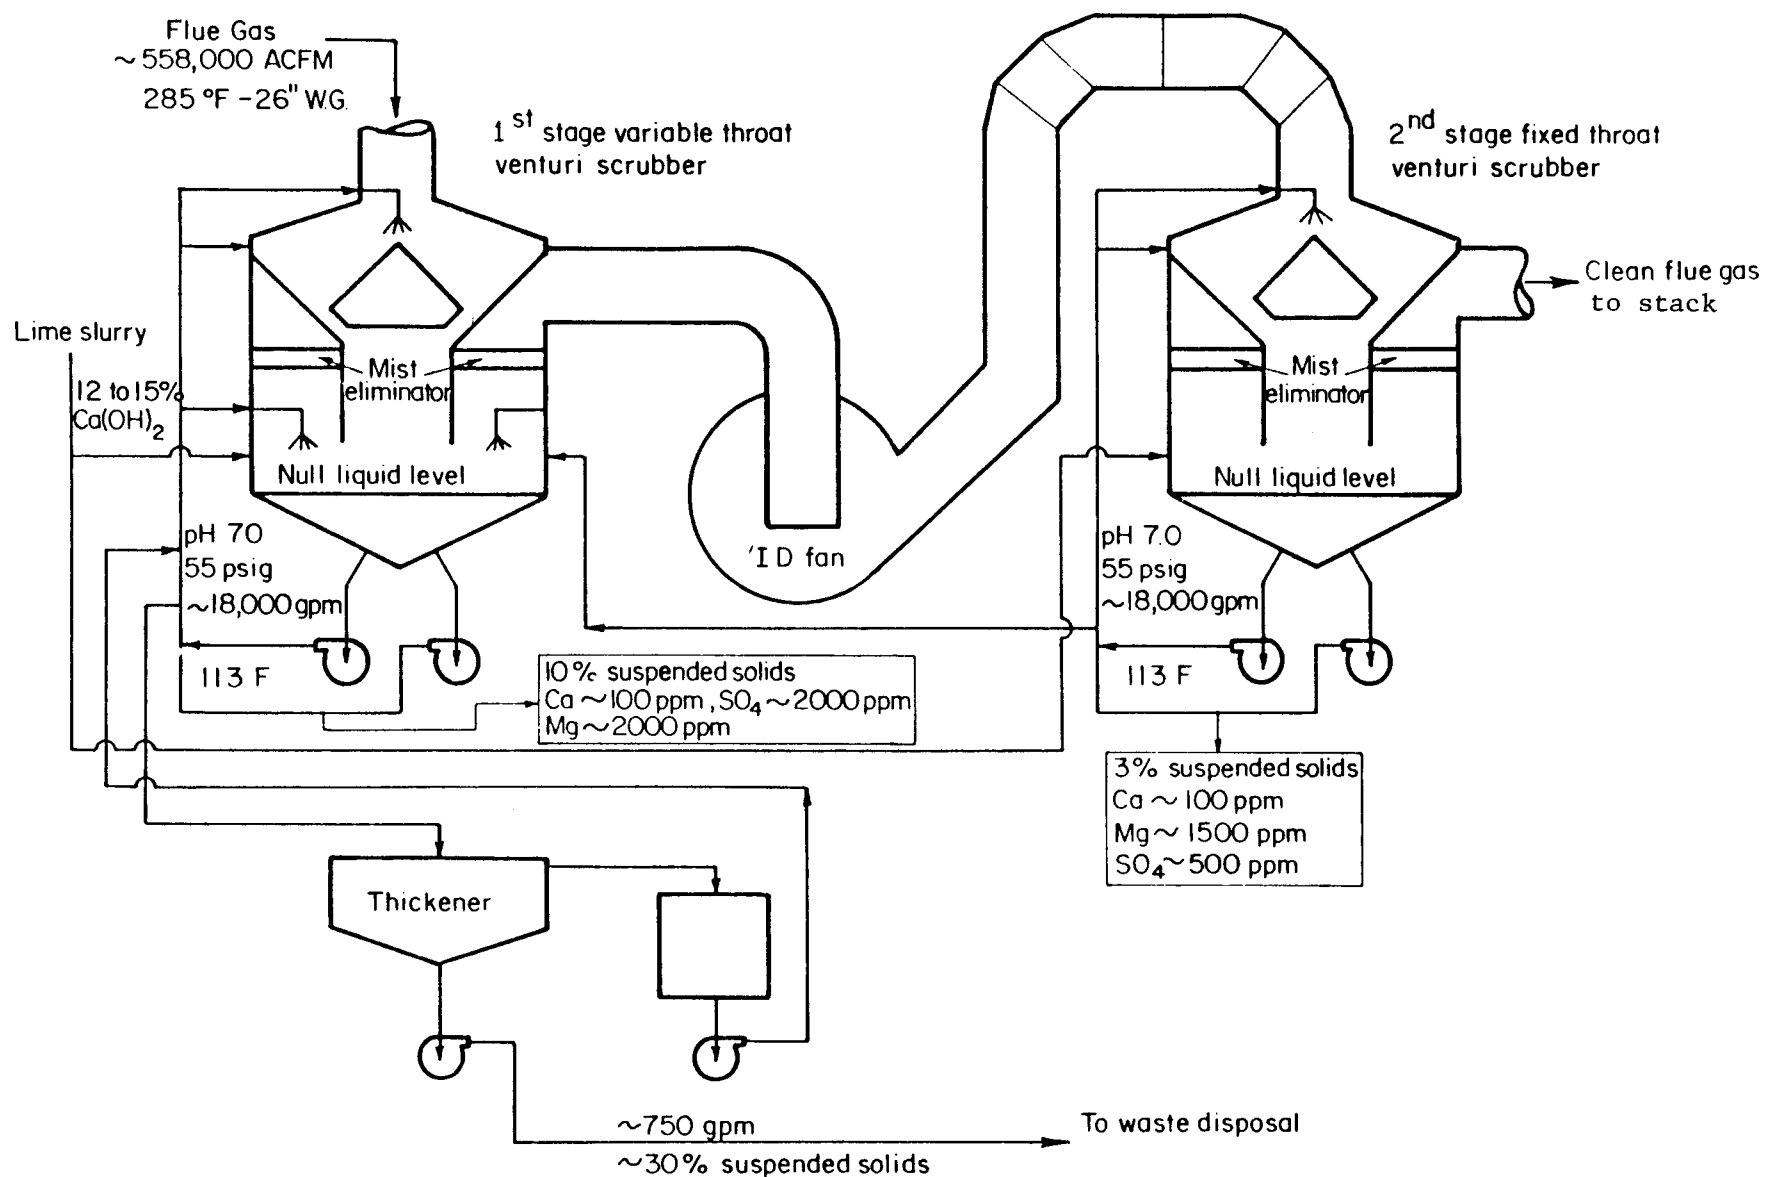 Flue Gas
~558,000 ACFM
285 °F -26" W.G.
1st stage variable throat
venturi scrubber
2nd stage fixed throat
venturi scrubber
Clean flue gas
to stack
Lime slurry
12 to 15%
Ca(OH)2
Mist
eliminator
Mist
eliminator
Null liquid level
Null liquid level
'I D fan
pH 70
55 psig
~18,000 gpm
113 F
pH 7.0
55 psig
~18,000 gpm
113 F
10% suspended solids
Ca ~100 ppm, SO4 ~2000 ppm
Mg ~2000 ppm
3% suspended solids
Ca ~ 100 ppm
Mg ~ 1500 ppm
SO4 ~ 500 ppm
Thickener
~750 gpm
~30% suspended solids
To waste disposal